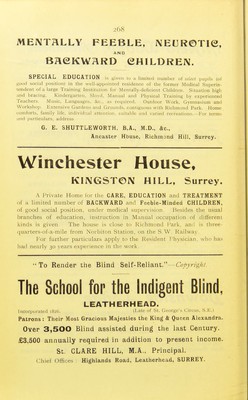 268
MENTALLY FEEBLE, NEUROTIC,
AND
BACKWARD CHILDREN.
SPECIAL EDUCATION is given to a limited number of select pupils (of
good social position) in the well-appointed residence of the former Medical Superin-
tendent of a large Training Institution for Mentally-deficient Children. Situation high
and bracing. Kindergarten, Moral, Manual and Physical Training by experienced
Teachers. Music, Languages, &c., as required. Outdoor Work, Gymnasium and
Workshop. Extensive Gardens and Grounds, contiguous with Richmond Park. Home
comforts, family life, individual attention, suitable and varied recreations.—For terms
and particulars address
G. E. SHUTTLEWORTH, B.A., M.D., &c.,
Ancaster House, Richmond Hill, Surrey.
Winchester House,
KINGSTON HILL, Surrey.
A Private Home for the CARE, EDUCATION and TREATMENT
of a limited number of BACKWARD and Feeble-Minded CHILDREN,
of good social position, under medical supervision. Besides the usual
branches of education, instruction in Manual occupation of different
kinds is given. The house is close to Richmond Park, and is three-
quarters-of-a-mile from Norbiton Station, on the S.W. Railway.
For further particulars apply to the Resident Physician, who has
had nearly 30 years experience in the work
"To Render the Blind Self-Reliant."—Copyright
The School for the Indigent Blind,
LEATHERHEAD.
Incorporated 1826. (Late of St. George's Circus, S.E.)
Patrons: Their Most Gracious Majesties the King & Queen Alexandra.
Over 3,500 Blind assisted during the last Century.
£3,500 annually required in addition to present income.
St. CLARE HILL, M.A., Principal.
Chief Offices: Highlands Road, Leatherhead, SURREY.